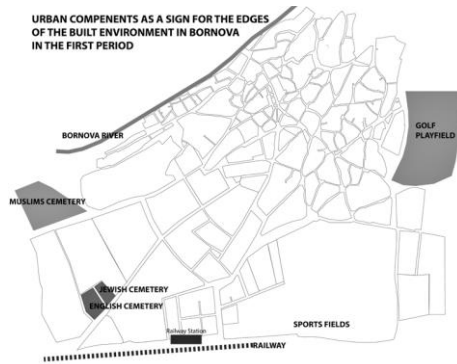 URBAN COMPENENTS AS A SIGN FOR THE EDGES
OF THE BUILT ENVIRONMENT IN BORNOVA
IN THE FIRST PERIOD
BORNOVA RIVER
GOLF
PLAYFIELD
MUSLIMS CEMETERY
JEWISH CEMETERY
ENGLISH CEMETERY
Railway Station
SPORTS FIELDS
RAILWAY